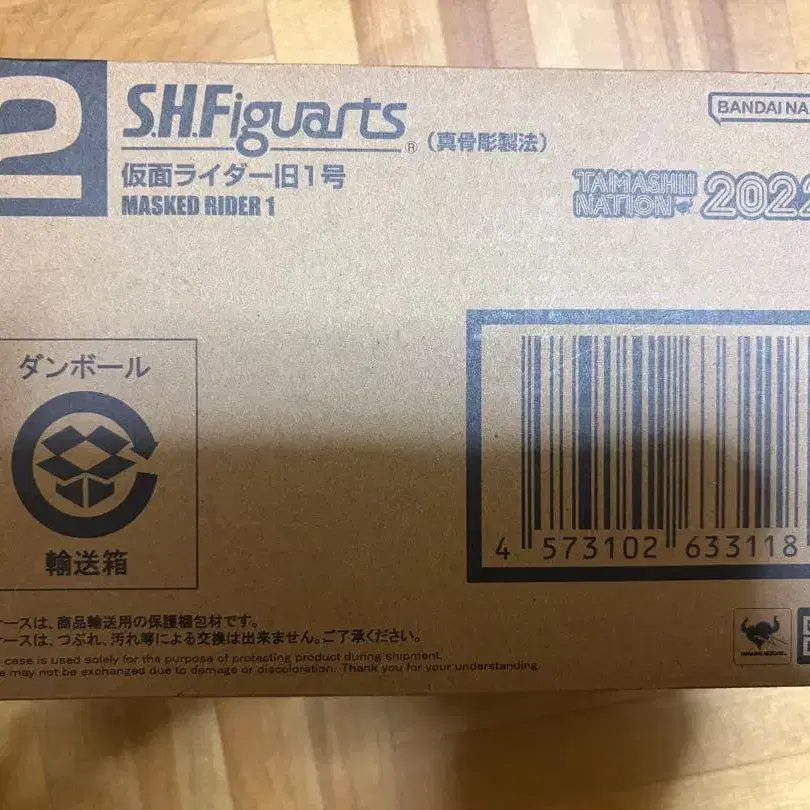 2
S.H.Figuarts
®
(真骨彫製法)
仮面ライダー旧1号
MASKED RIDER 1
BANDAI NA
TAMASHII
NATION
2022
ダンボール
輸送箱
4 573102 633118
ースは、商品輸送用の保護梱包材です。
ースは、つぶれ、汚れ等による交換は出来ません。ご了承ください。
case is used solely for the purpose of protecting product during shipment.
e may not be exchanged due to damage or discoloration. Thank you for your understanding
TAMASHII NATIONS